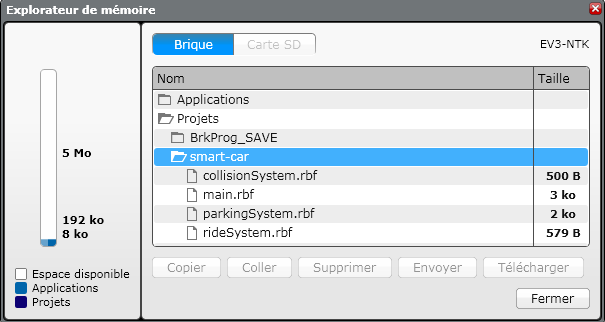 Explorateur de mémoire
Brique
Carte SD
EV3-NTK
Nom
Taille
Applications
Projets
BrkProg_SAVE
smart-car
collisionSystem.rbf
500 B
main.rbf
3 ko
parkingSystem.rbf
2 ko
rideSystem.rbf
579 B
5 Mo
192 ko
8 ko
Espace disponible
Applications
Projets
Copier
Coller
Supprimer
Envoyer
Télécharger
Fermer